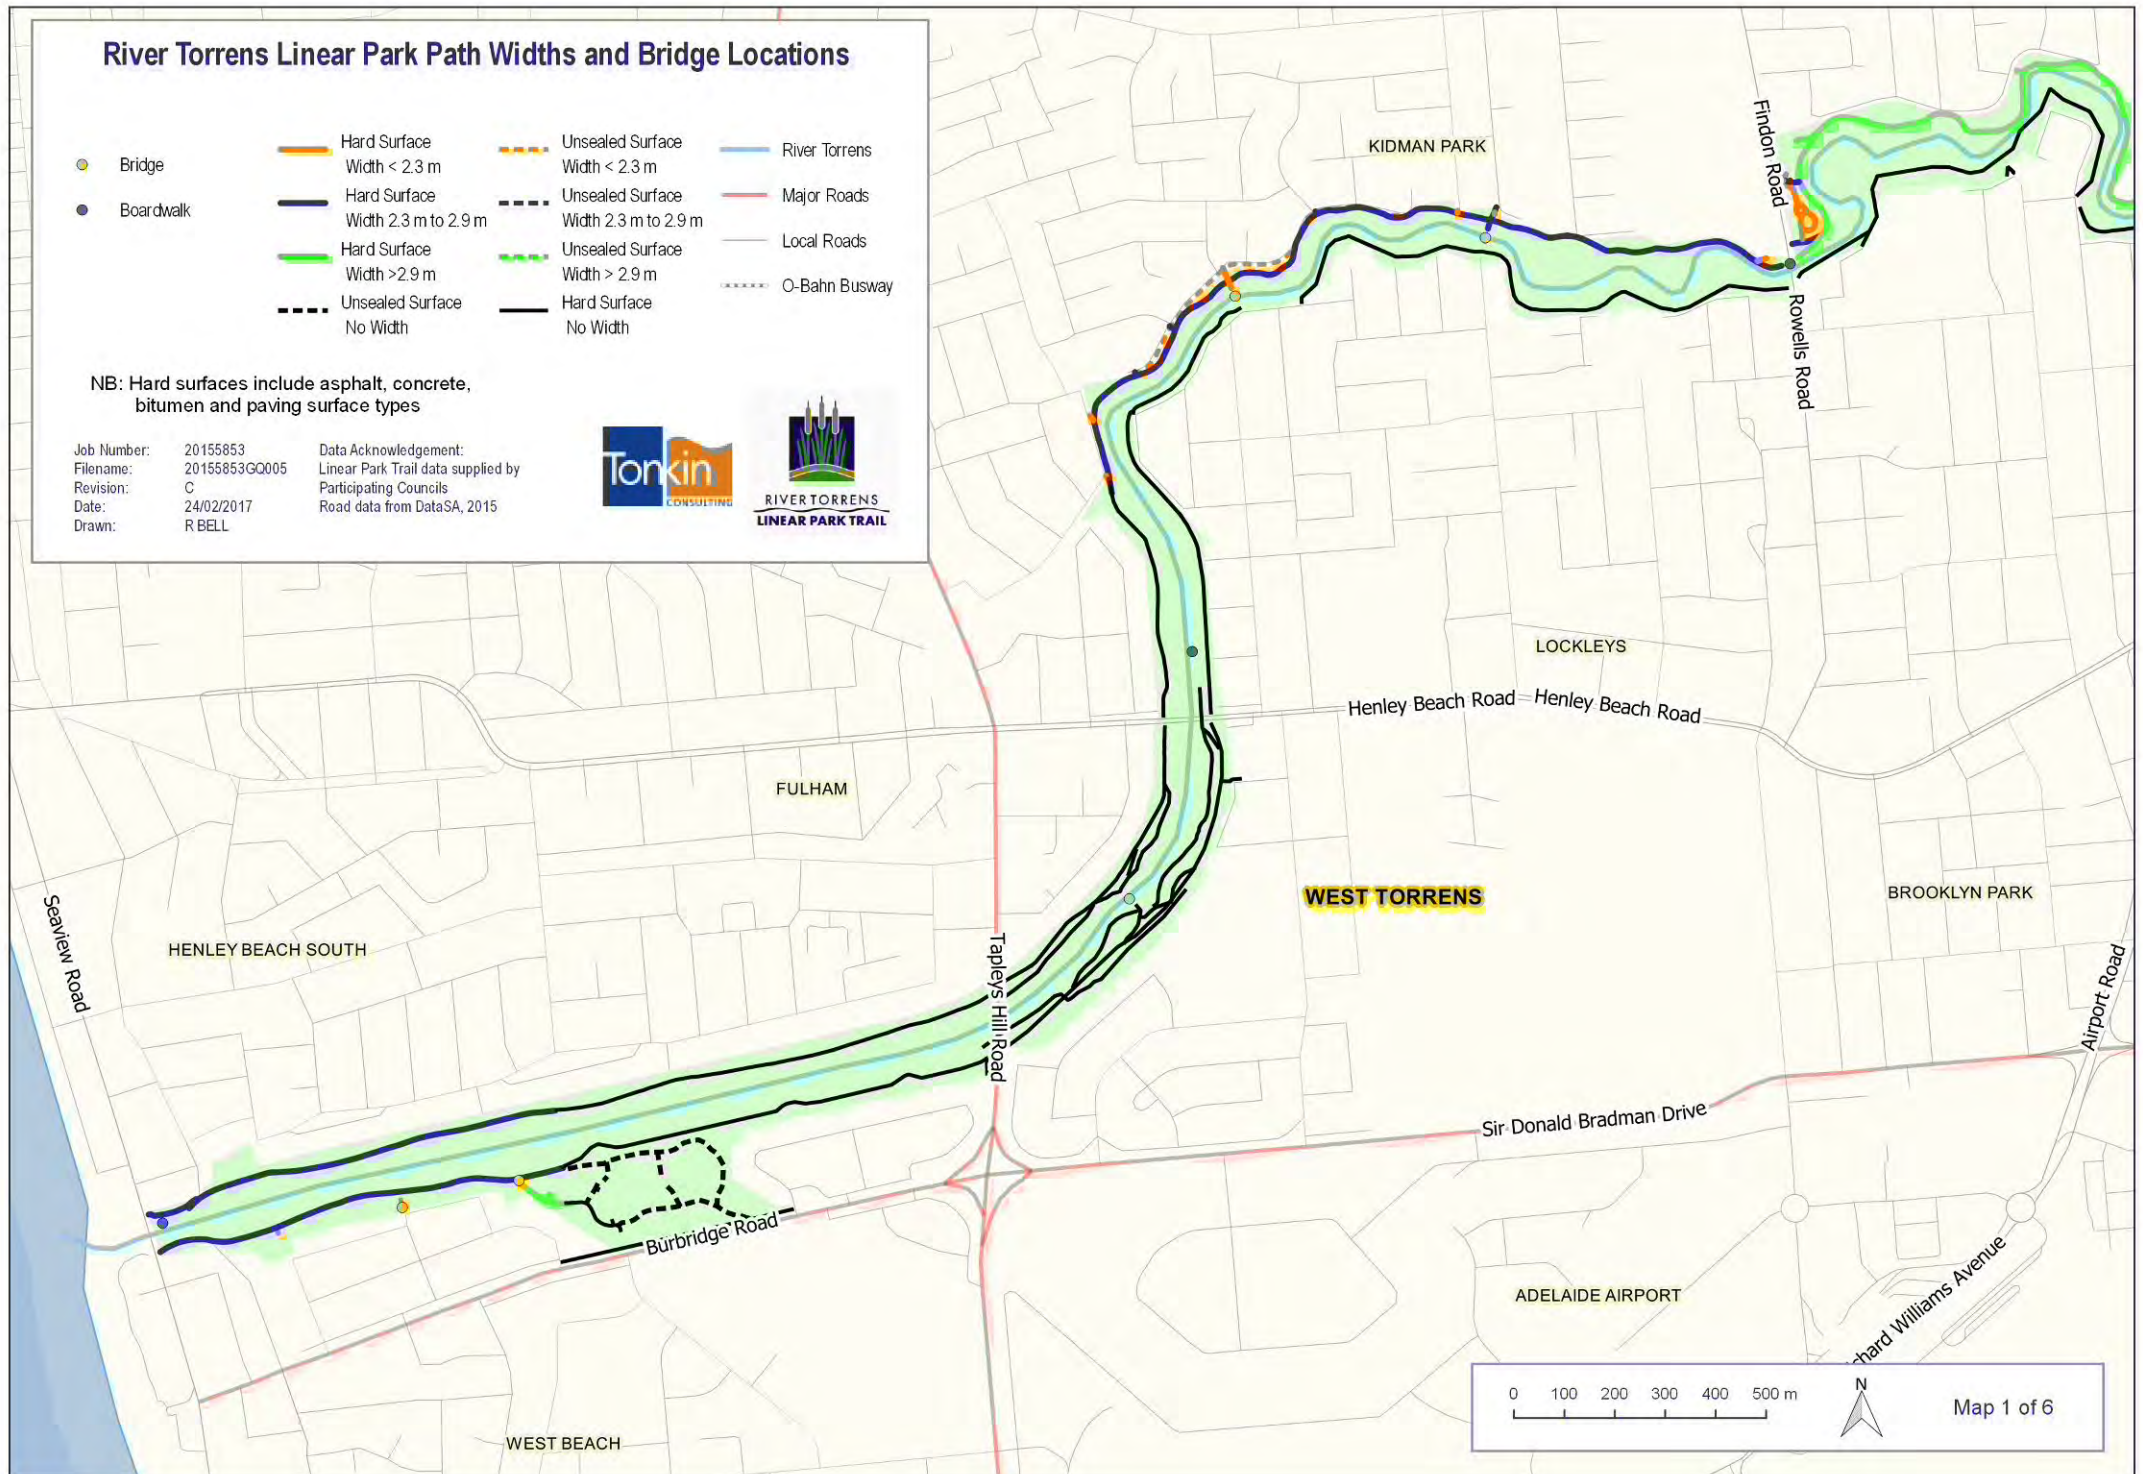 River Torrens Linear Park Path Widths and Bridge Locations
Bridge
Boardwalk
Hard Surface
Width < 2.3 m
Hard Surface
Width 2.3 m to 2.9 m
Hard Surface
Width >2.9 m
Unsealed Surface
No Width
Unsealed Surface
Width < 2.3 m
Unsealed Surface
Width 2.3 m to 2.9 m
Unsealed Surface
Width > 2.9 m
Hard Surface
No Width
River Torrens
Major Roads
Local Roads
O-Bahn Busway
NB: Hard surfaces include asphalt, concrete,
bitumen and paving surface types
Job Number: 20155853
Filename: 20155853GQ005
Revision: C
Date: 24/02/2017
Drawn: R BELL
Data Acknowledgement:
Linear Park Trail data supplied by
Participating Councils
Road data from DataSA, 2015
Tonkin
CONSULTING
RIVER TORRENS
LINEAR PARK TRAIL
KIDMAN PARK
Findon Road
Rowells Road
LOCKLEYS
Henley Beach Road
Henley Beach Road
FULHAM
WEST TORRENS
BROOKLYN PARK
Seaview Road
HENLEY BEACH SOUTH
Tapleys Hill Road
Airport Road
Sir Donald Bradman Drive
Burbridge Road
ADELAIDE AIRPORT
chard Williams Avenue
WEST BEACH
0 100 200 300 400 500 m
N
Map 1 of 6